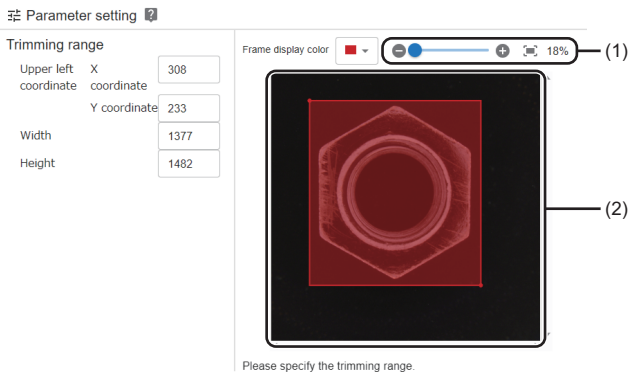 Parameter setting ?
Trimming range
Frame display color
18%
(1)
Upper left coordinate
X coordinate
308
Y coordinate
233
Width
1377
Height
1482
(2)
Please specify the trimming range.